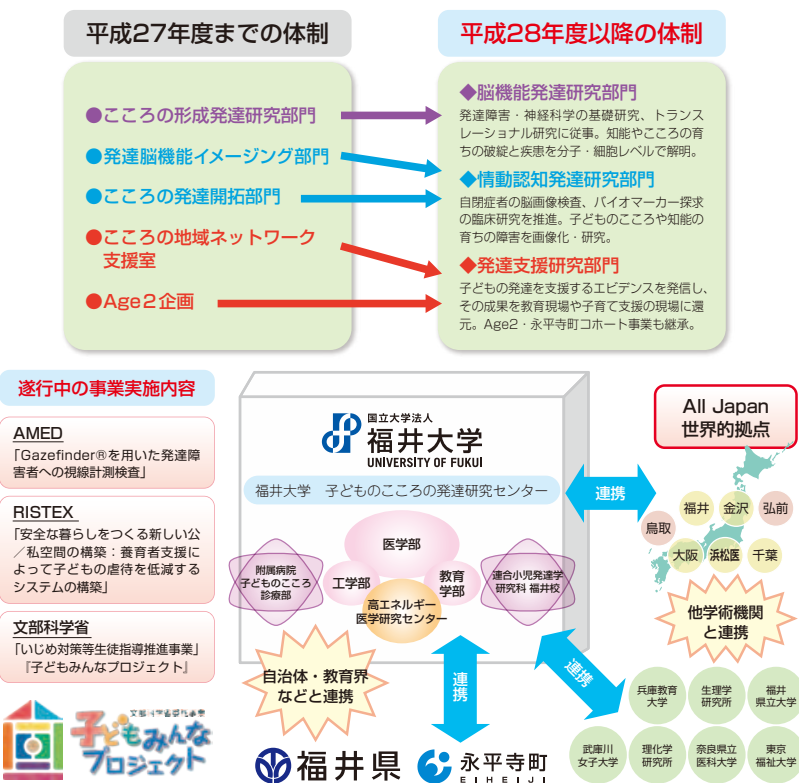 平成27年度までの体制
●こころの形成発達研究部門
●発達脳機能イメージング部門
●こころの発達開拓部門
●こころの地域ネットワーク
支援室
●Age2企画
平成28年度以降の体制
◆脳機能発達研究部門
発達障害・神経科学の基礎研究、トランス
レーショナル研究に従事。知能やこころの育
ちの破綻と疾患を分子・細胞レベルで解明。
◆情動認知発達研究部門
自閉症者の脳画像検査、バイオマーカー探求
の臨床研究を推進。子どものこころや知能の
育ちの障害を画像化・研究。
◆発達支援研究部門
子どもの発達を支援するエビデンスを発信し、
その成果を教育現場や子育て支援の現場に還
元。Age2・永平寺町コホート事業も継承。
遂行中の事業実施内容
AMED
「Gazefinder®を用いた発達障
害者への視線計測検査」
RISTEX
「安全な暮らしをつくる新しい公
／私空間の構築：養育者支援に
よって子どもの虐待を低減する
システムの構築」
文部科学省
「いじめ対策等生徒指導推進事業」
『子どもみんなプロジェクト』
文部科学省委託事業
子どもみんな
プロジェクト
国立大学法人
福井大学
UNIVERSITY OF FUKUI
福井大学 子どものこころの発達研究センター
医学部
附属病院
子どものこころ
診療部
工学部
教育
学部
連合小児発達学
研究科 福井校
高エネルギー
医学研究センター
自治体・教育界
などと連携
連携
福井県
永平寺町
EIHEIJI
連携
All Japan
世界的拠点
福井
金沢
弘前
鳥取
大阪
浜松医
千葉
他学術機関
と連携
連携
兵庫教育
大学
生理学
研究所
福井
県立大学
武庫川
女子大学
理化学
研究所
奈良県立
医科大学
東京
福祉大学